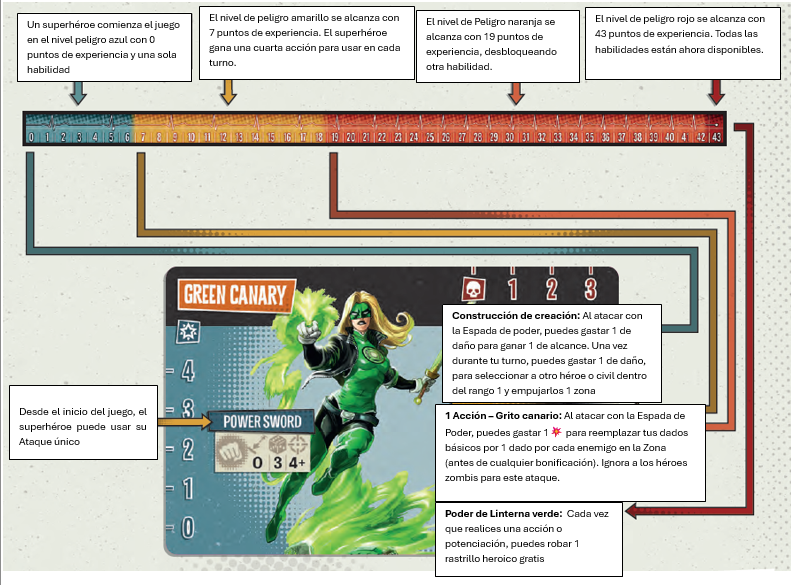 Un superhéroe comienza el juego
en el nivel peligro azul con 0
puntos de experiencia y una sola
habilidad
El nivel de peligro amarillo se alcanza con
7 puntos de experiencia. El superhéroe
gana una cuarta acción para usar en cada
turno.
El nivel de Peligro naranja se
alcanza con 19 puntos de
experiencia, desbloqueando
otra habilidad.
El nivel de peligro rojo se alcanza con
43 puntos de experiencia. Todas las
habilidades están ahora disponibles.
0 1 2 3 4 5 6 7 8 9 10 11 12 13 14 15 16 17 18 19 20 21 22 23 24 25 26 27 28 29 30 31 32 33 34 35 36 37 38 39 40 41 42 43
GREEN CANARY
1 2 3
4
3
2
1
0
POWER SWORD
0 3 4+
Desde el inicio del juego, el
superhéroe puede usar su
Ataque único
Construcción de creación: Al atacar con
la Espada de poder, puedes gastar 1 de
daño para ganar 1 de alcance. Una vez
durante tu turno, puedes gastar 1 de daño,
para seleccionar a otro héroe o civil dentro
del rango 1 y empujarlos 1 zona
1 Acción – Grito canario: Al atacar con la Espada de
Poder, puedes gastar 1 para reemplazar tus dados
básicos por 1 dado por cada enemigo en la Zona
(antes de cualquier bonificación). Ignora a los héroes
zombis para este ataque.
Poder de Linterna verde: Cada vez
que realices una acción o
potenciación, puedes robar 1
rastrillo heroico gratis